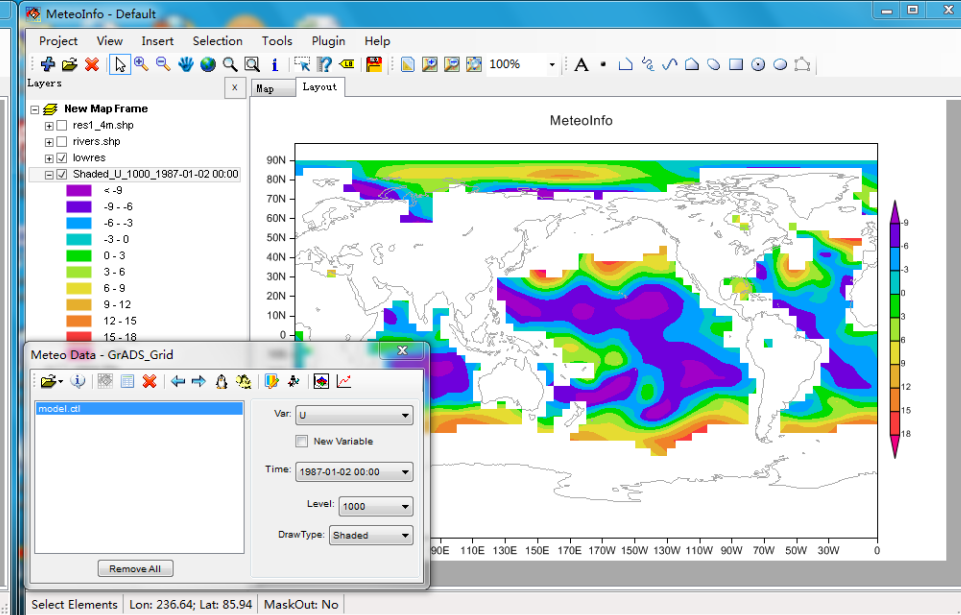 MeteoInfo - Default
Project View Insert Selection Tools Plugin Help
100%
A
Layers
x
Map
Layout
New Map Frame
res1_4m.shp
rivers.shp
lowres
Shaded_U_1000_1987-01-02 00:00
< -9
-9 - -6
-6 - -3
-3 - 0
0 - 3
3 - 6
6 - 9
9 - 12
12 - 15
15 - 18
MeteoInfo
90N
80N
70N
60N
50N
40N
30N
20N
10N
0
90E 110E 130E 150E 170E 170W 150W 130W 110W 90W 70W 50W 30W 0
-9
-6
-3
0
3
6
9
12
15
18
Meteo Data - GrADS_Grid
model.ctl
Remove All
Var: U
New Variable
Time: 1987-01-02 00:00
Level: 1000
DrawType: Shaded
Select Elements Lon: 236.64; Lat: 85.94 MaskOut: No